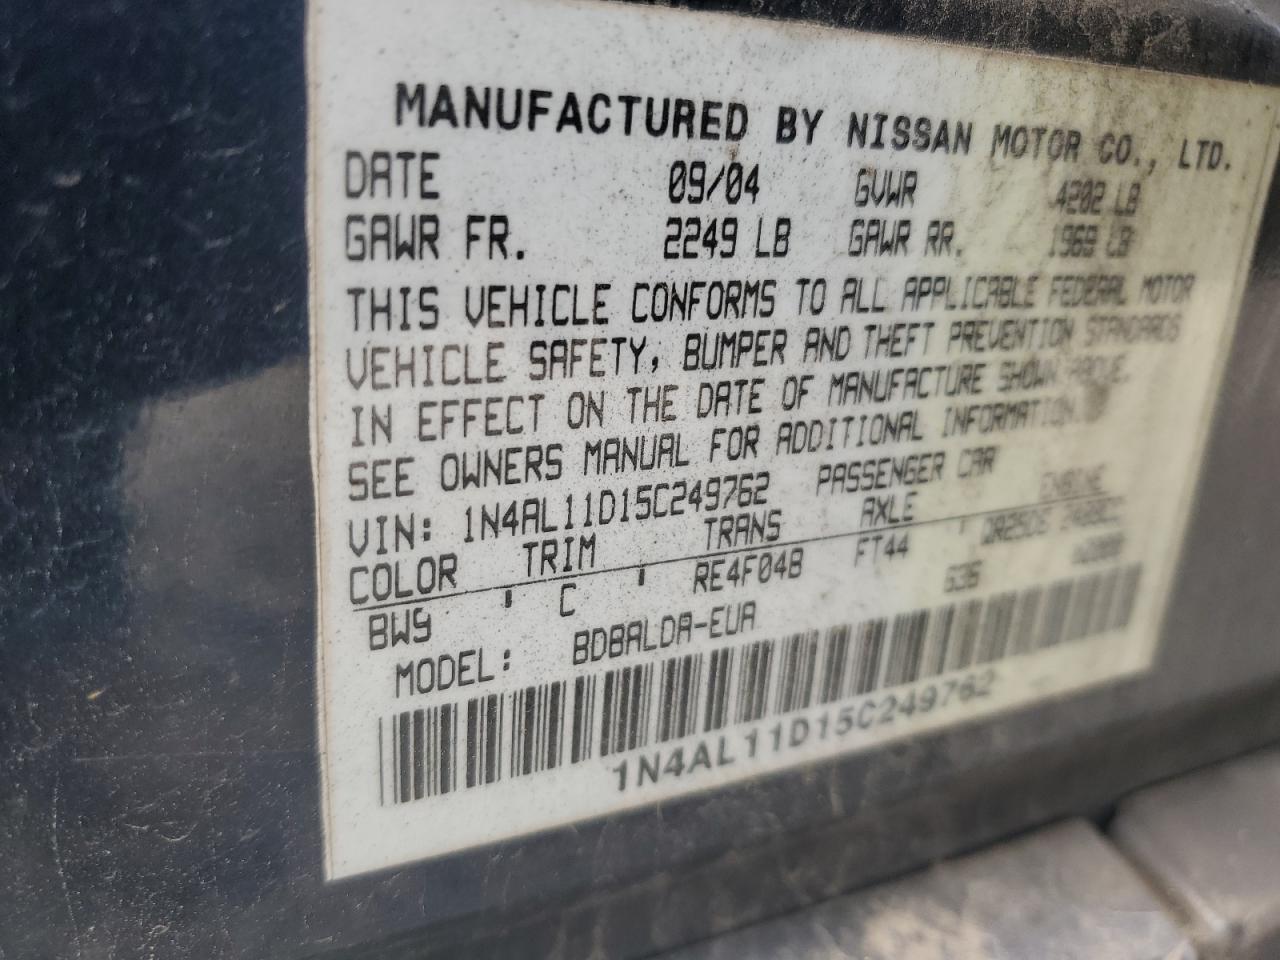 MANUFACTURED BY NISSAN MOTOR CO., LTD.
DATE 09/04 GVWR 4202 LB
GAWR FR. 2249 LB GAWR RR. 1969 LB
THIS VEHICLE CONFORMS TO ALL APPLICABLE FEDERAL MOTOR
VEHICLE SAFETY, BUMPER AND THEFT PREVENTION STANDARDS
IN EFFECT ON THE DATE OF MANUFACTURE SHOWN ABOVE.
SEE OWNERS MANUAL FOR ADDITIONAL INFORMATION.
VIN: 1N4AL11D15C249762 PASSENGER CAR
COLOR TRIM TRANS AXLE ENGINE
BW9 C RE4F04B FT44 QR25DE
G36
MODEL: BDBALDA-EUA
1N4AL11D15C249762